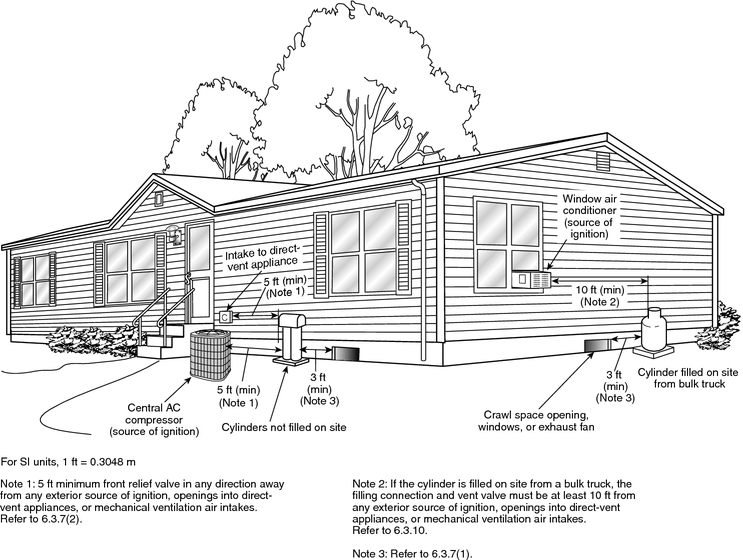 Window air
conditioner
(source of
ignition)
Intake to direct-
vent appliance
5 ft (min)
(Note 1)
10 ft (min)
(Note 2)
5 ft (min)
(Note 1)
3 ft
(min)
(Note 3)
3 ft
(min)
(Note 3)
Cylinder filled on site
from bulk truck
Central AC
compressor
(source of ignition)
Cylinders not filled on site
Crawl space opening,
windows, or exhaust fan
For SI units, 1 ft = 0.3048 m
Note 1: 5 ft minimum front relief valve in any direction away
from any exterior source of ignition, openings into direct-
vent appliances, or mechanical ventilation air intakes.
Refer to 6.3.7(2).
Note 2: If the cylinder is filled on site from a bulk truck, the
filling connection and vent valve must be at least 10 ft from
any exterior source of ignition, openings into direct-vent
appliances, or mechanical ventilation air intakes.
Refer to 6.3.10.
Note 3: Refer to 6.3.7(1).